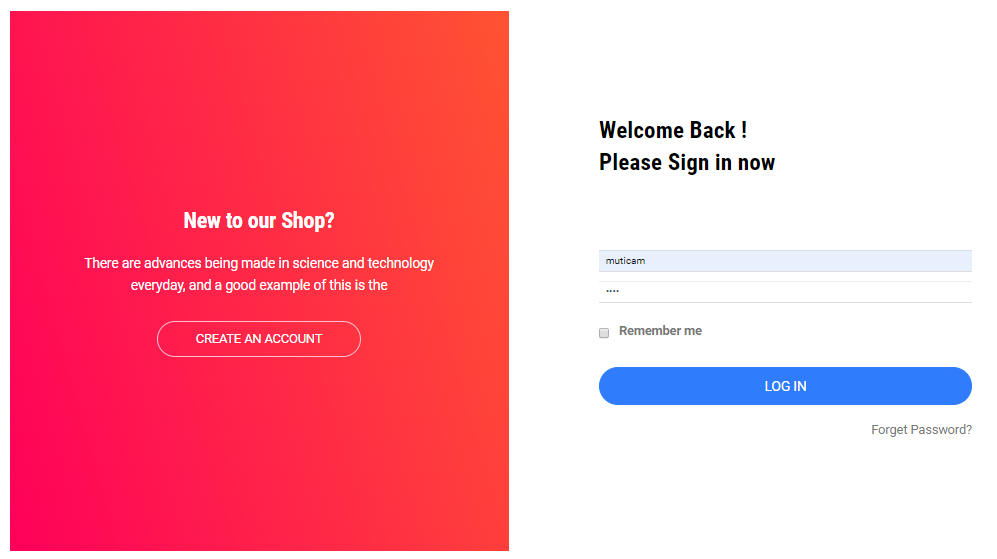 New to our Shop?
There are advances being made in science and technology
everyday, and a good example of this is the
CREATE AN ACCOUNT
Welcome Back !
Please Sign in now
muticam
....
Remember me
LOG IN
Forget Password?